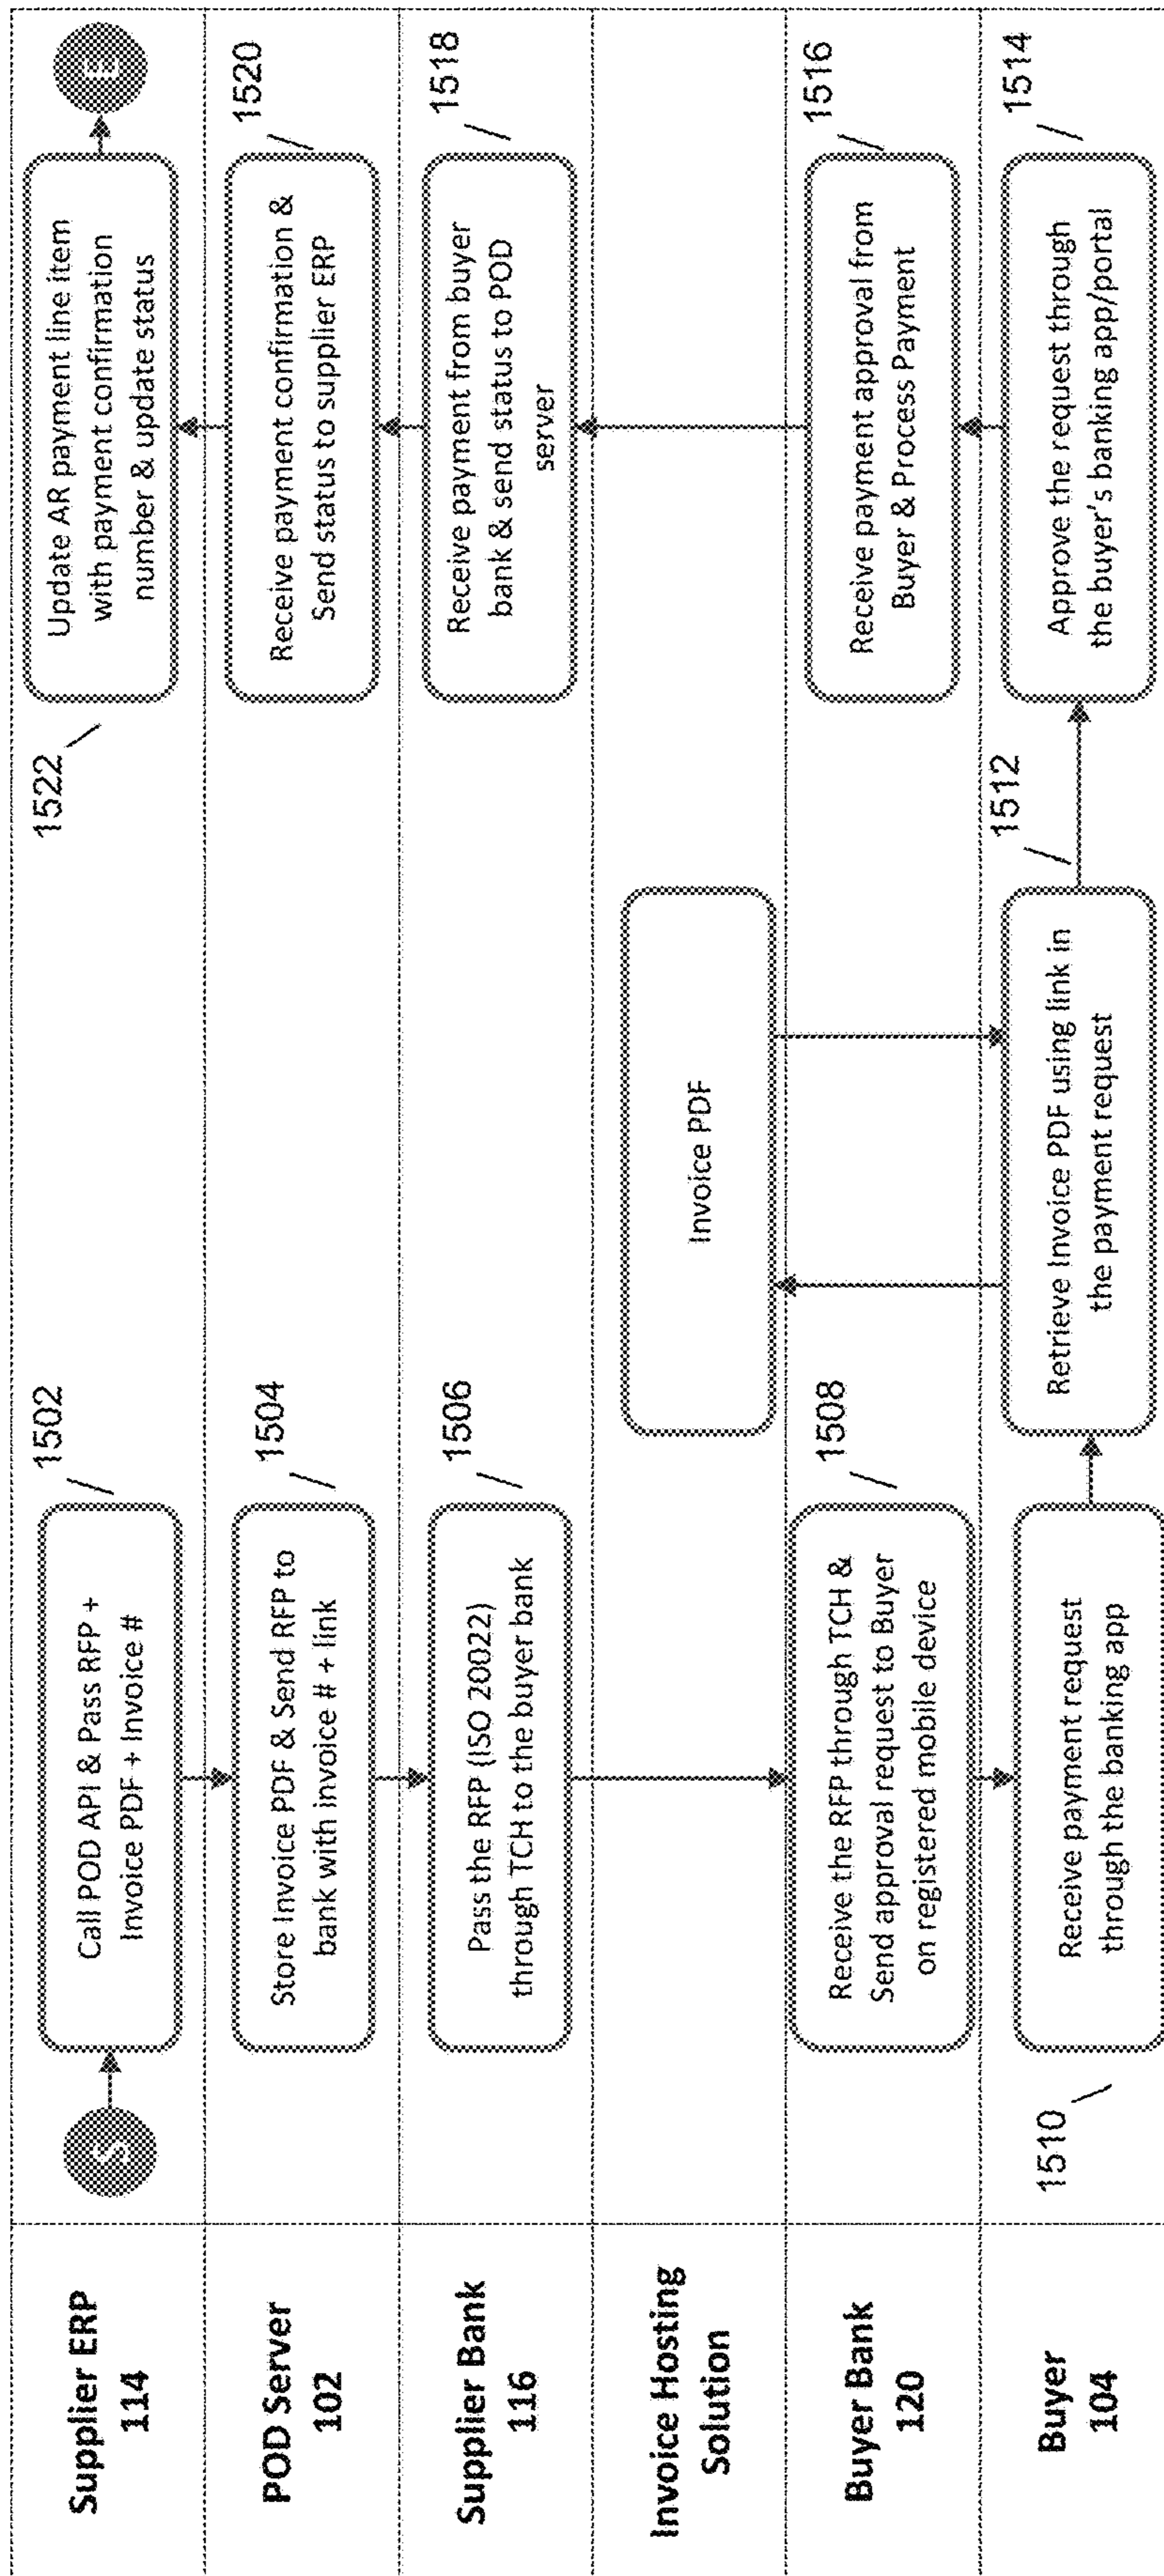 Supplier ERP
114
S
Call POD API & Pass RFP +
Invoice PDF + Invoice #
1502
1522
Update AR payment line item
with payment confirmation
number & update status
E
POD Server
102
Store Invoice PDF & Send RFP to
bank with invoice # + link
1504
Receive payment confirmation &
Send status to supplier ERP
1520
Supplier Bank
116
Pass the RFP (ISO 20022)
through TCH to the buyer bank
1506
Receive payment from buyer
bank & send status to POD
server
1518
Invoice Hosting
Solution
Invoice PDF
Buyer Bank
120
Receive the RFP through TCH &
Send approval request to Buyer
on registered mobile device
1508
Receive payment approval from
Buyer & Process Payment
1516
Buyer
104
1510
Receive payment request
through the banking app
Retrieve Invoice PDF using link in
the payment request
1512
Approve the request through
the buyer's banking app/portal
1514